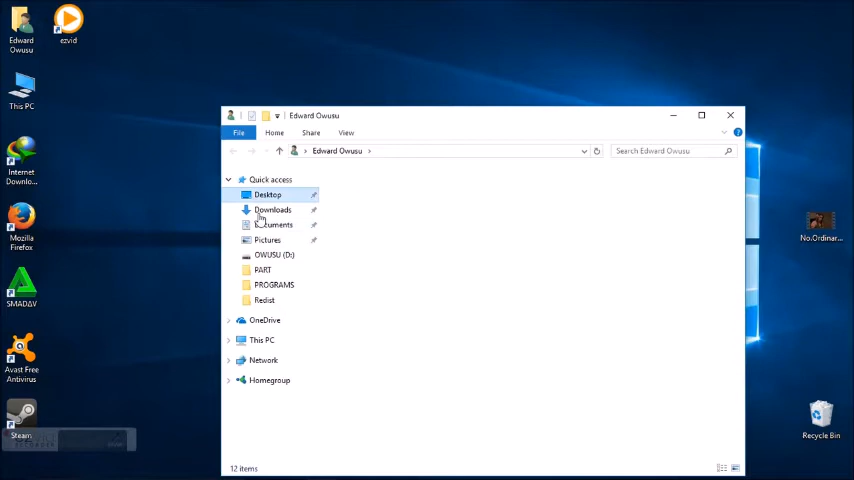 Edward
Owusu
ezvid
This PC
Internet
Downlo...
Mozilla
Firefox
SMADAV
Avast Free
Antivirus
Steam
Edward Owusu
File
Home
Share
View
Edward Owusu
Search Edward Owusu
Quick access
Desktop
Downloads
Documents
Pictures
OWUSU (D:)
PART
PROGRAMS
Redist
OneDrive
This PC
Network
Homegroup
12 items
No.Ordinar...
Recycle Bin